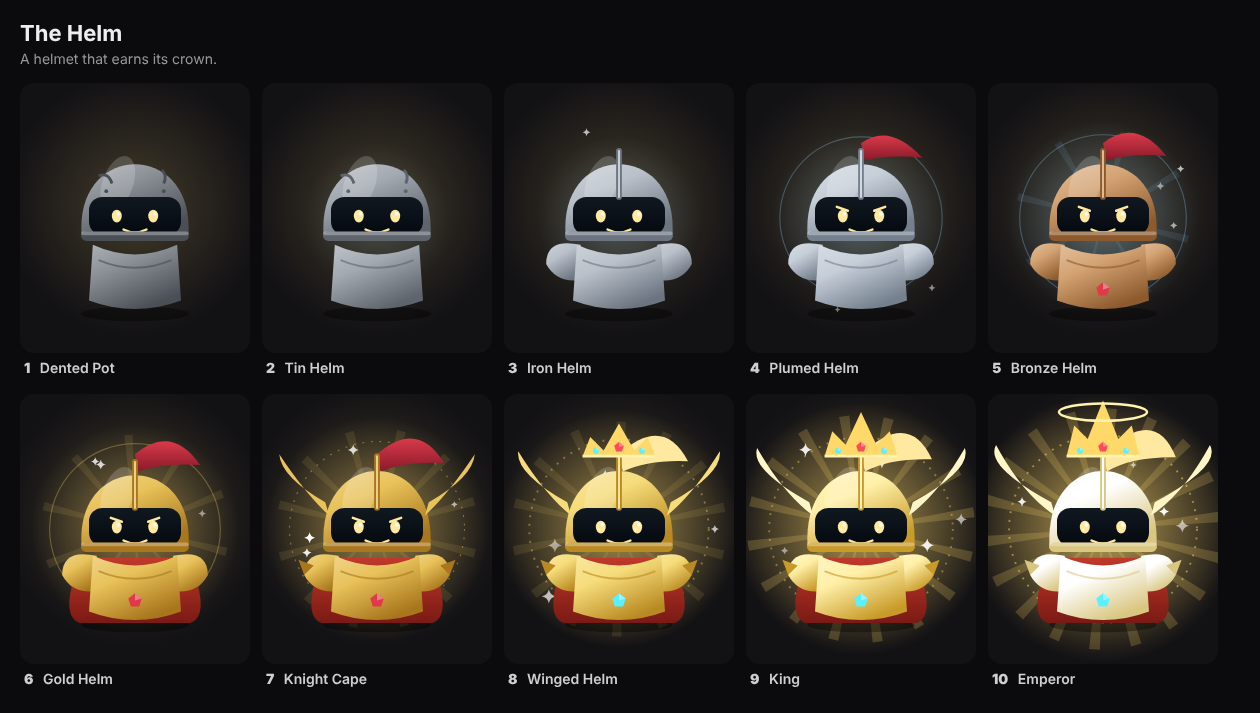 The Helm
A helmet that earns its crown.
1 Dented Pot
2 Tin Helm
3 Iron Helm
4 Plumed Helm
5 Bronze Helm
6 Gold Helm
7 Knight Cape
8 Winged Helm
9 King
10 Emperor